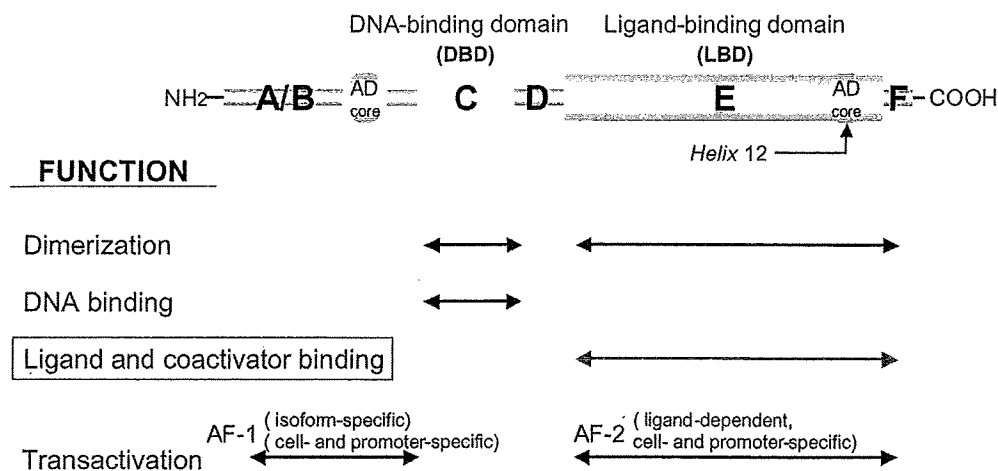 DNA-binding domain Ligand-binding domain
(DBD) (LBD)
NH2 A/B AD core C D E AD core F COOH
Helix 12
FUNCTION
Dimerization
DNA binding
Ligand and coactivator binding
AF-1 ( isoform-specific) AF-2 ( ligand-dependent,
( cell- and promoter-specific) cell- and promoter-specific)
Transactivation